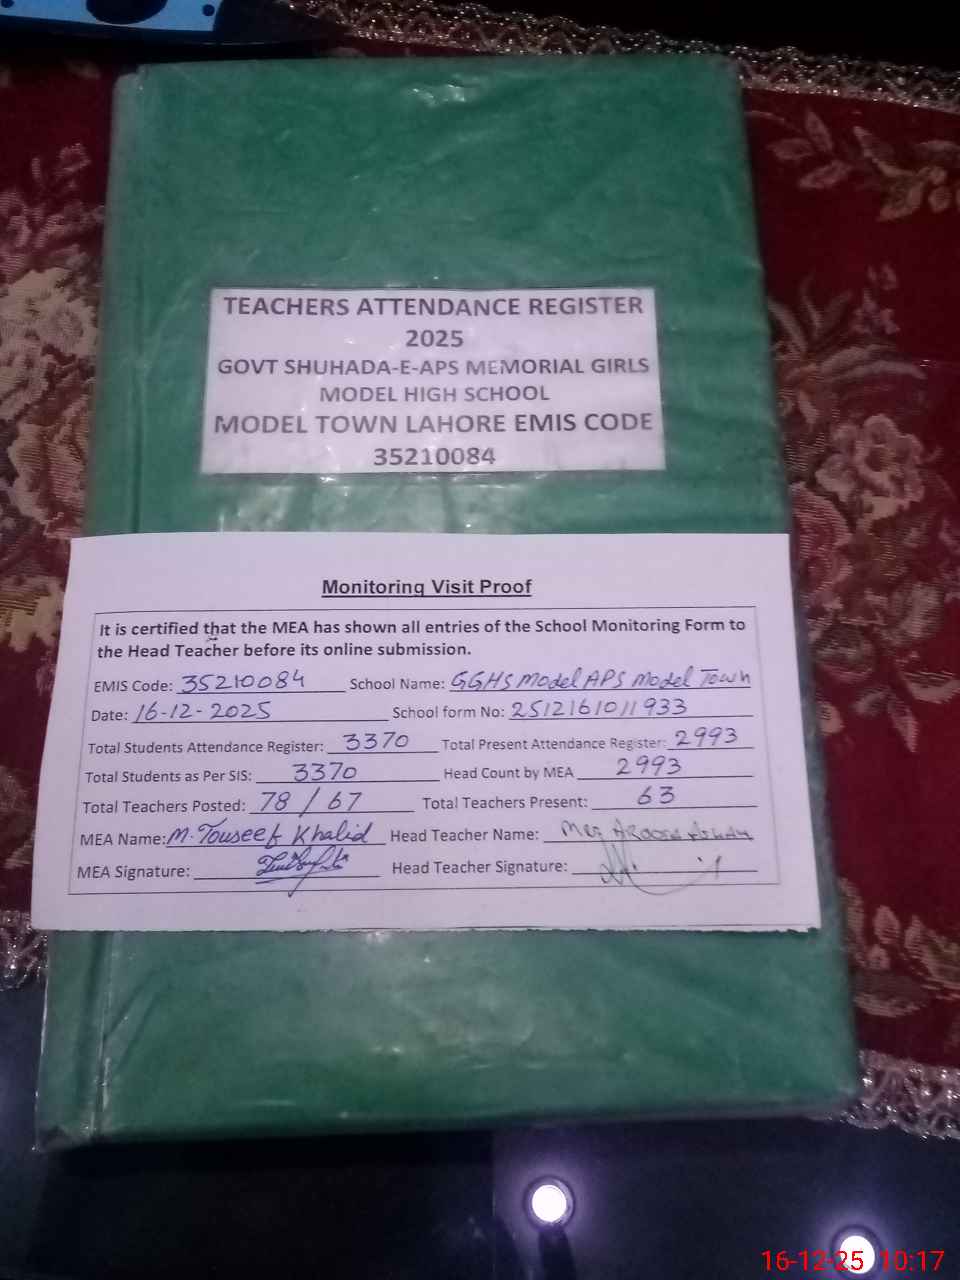 TEACHERS ATTENDANCE REGISTER
2025
GOVT SHUHADA-E-APS MEMORIAL GIRLS
MODEL HIGH SCHOOL
MODEL TOWN LAHORE EMIS CODE
35210084
Monitoring Visit Proof
It is certified that the MEA has shown all entries of the School Monitoring Form to
the Head Teacher before its online submission.
EMIS Code: 35210084 School Name: GGHS Model APS Model Town
Date: 16-12-2025 School form No: 2512161011933
Total Students Attendance Register: 3370 Total Present Attendance Register: 2993
Total Students as Per SIS: 3370 Head Count by MEA 2993
Total Teachers Posted: 78 / 67 Total Teachers Present: 63
MEA Name: M. Touseef Khalid Head Teacher Name:
MEA Signature: Head Teacher Signature:
16-12-25 10:17